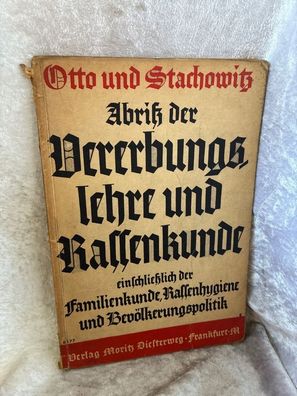 Otto und Stachowitz
Abriß der
Vererbungs-
lehre und
Rassenkunde
einschließlich der
Familienkunde, Rassenhygiene
und Bevölkerungspolitik
Verlag Moritz Diesterweg · Frankfurt-M